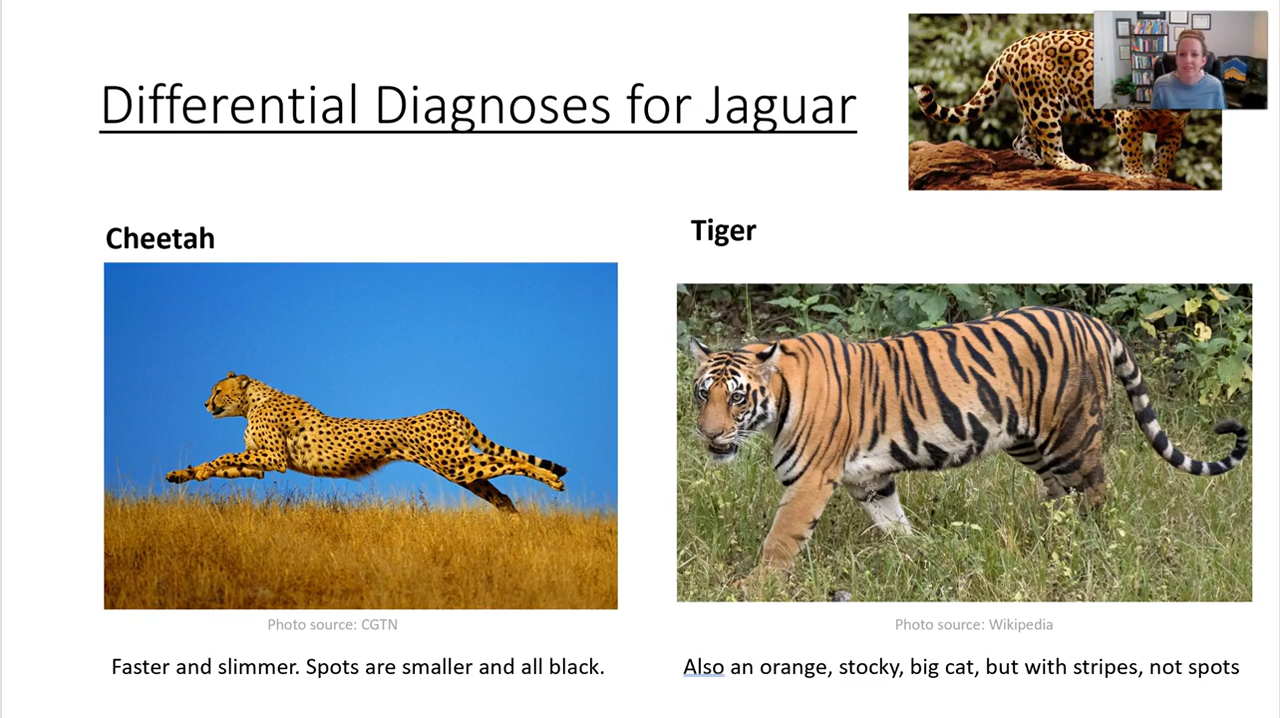 Differential Diagnoses for Jaguar
Cheetah
Tiger
Photo source: CGTN
Photo source: Wikipedia
Faster and slimmer. Spots are smaller and all black.
Also an orange, stocky, big cat, but with stripes, not spots